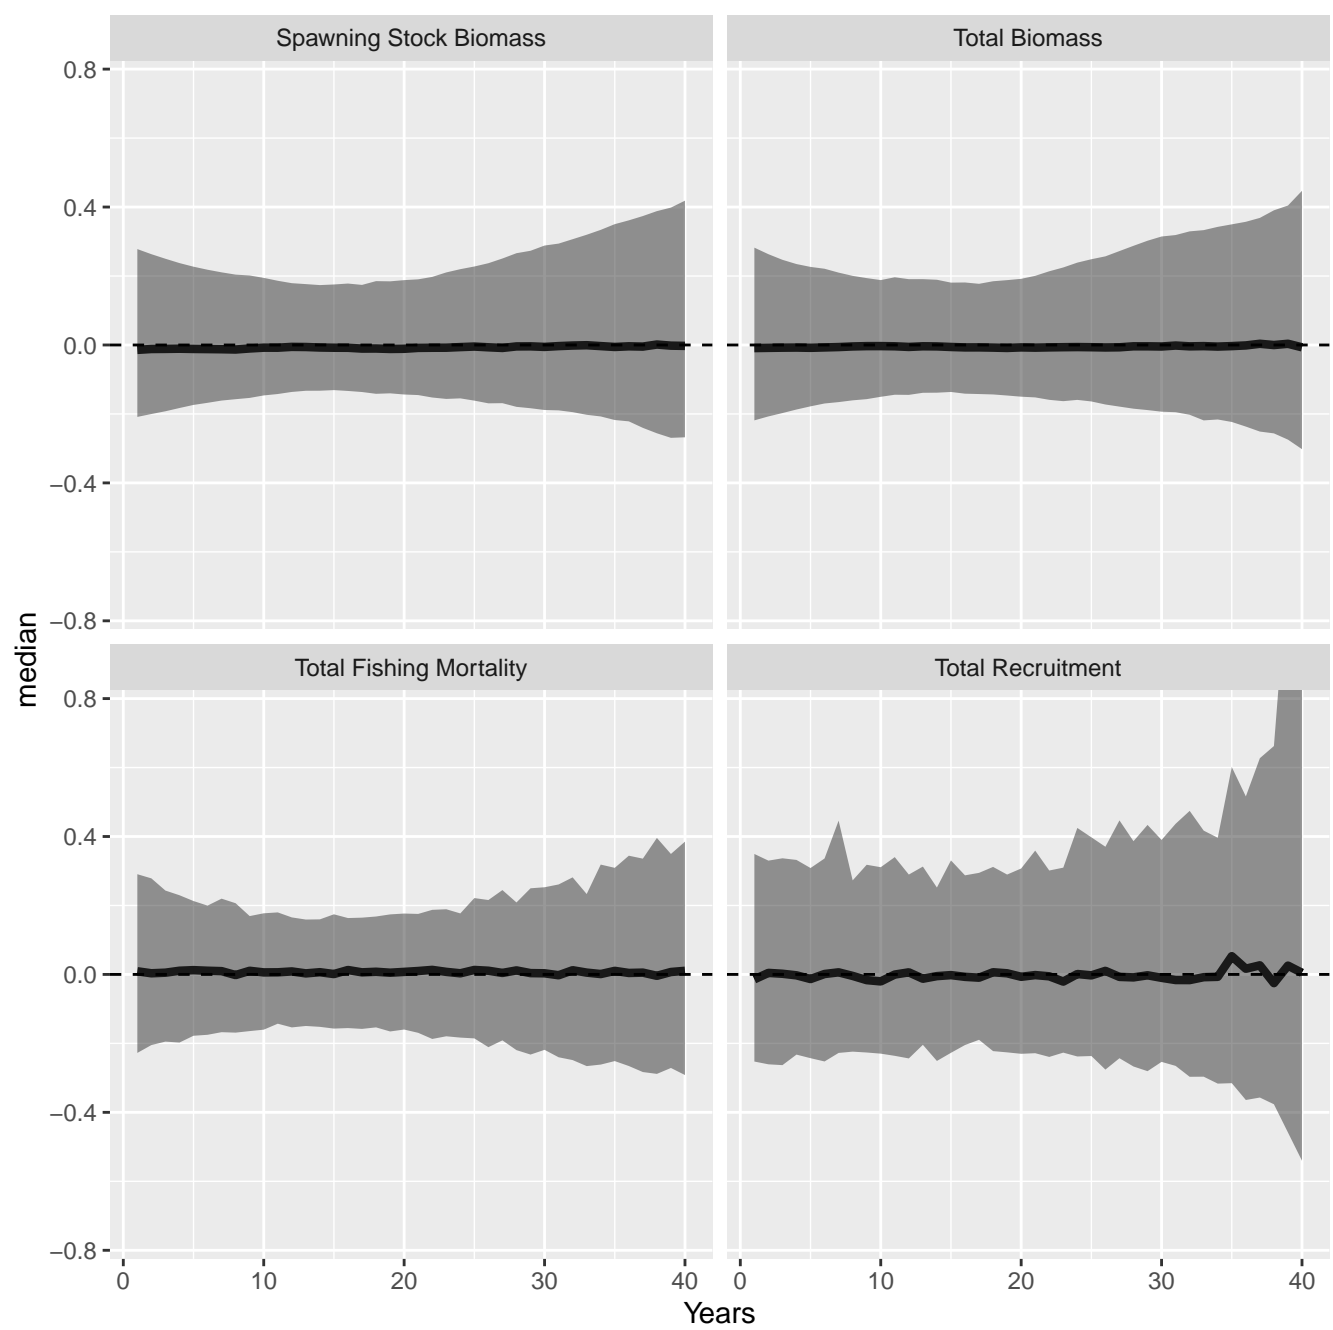 Spawning Stock Biomass
Total Biomass
0.8
0.4
0.0
−0.4
−0.8
median
Total Fishing Mortality
Total Recruitment
0.8
0.4
0.0
−0.4
−0.8
0 10 20 30 40
0 10 20 30 40
Years